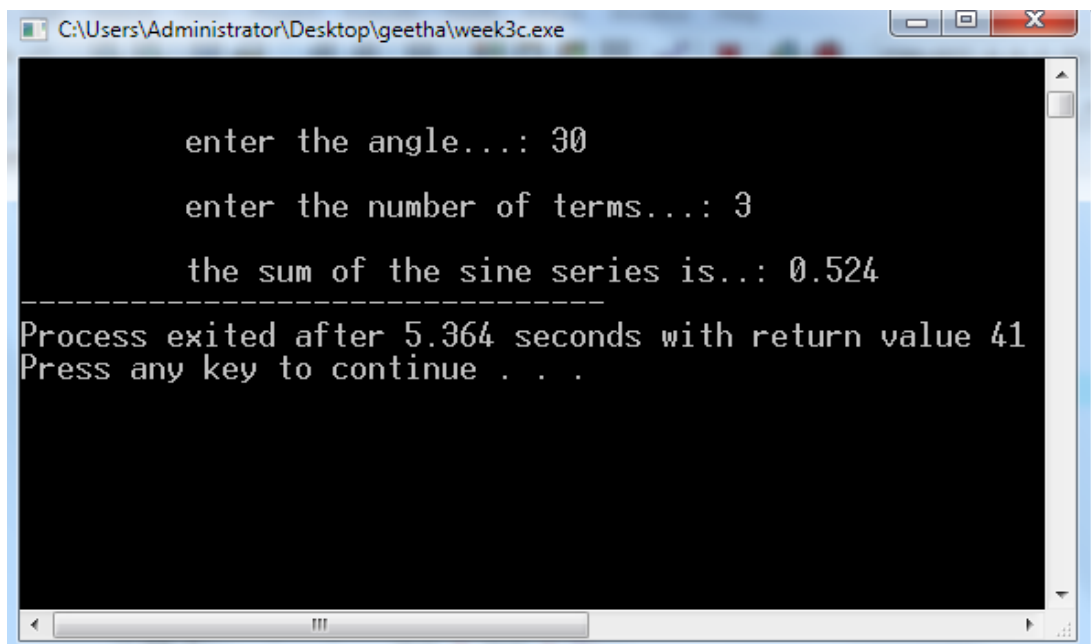 C:\Users\Administrator\Desktop\geetha\week3c.exe
enter the angle...: 30
enter the number of terms...: 3
the sum of the sine series is..: 0.524
--------------------------------
Process exited after 5.364 seconds with return value 41
Press any key to continue . . .